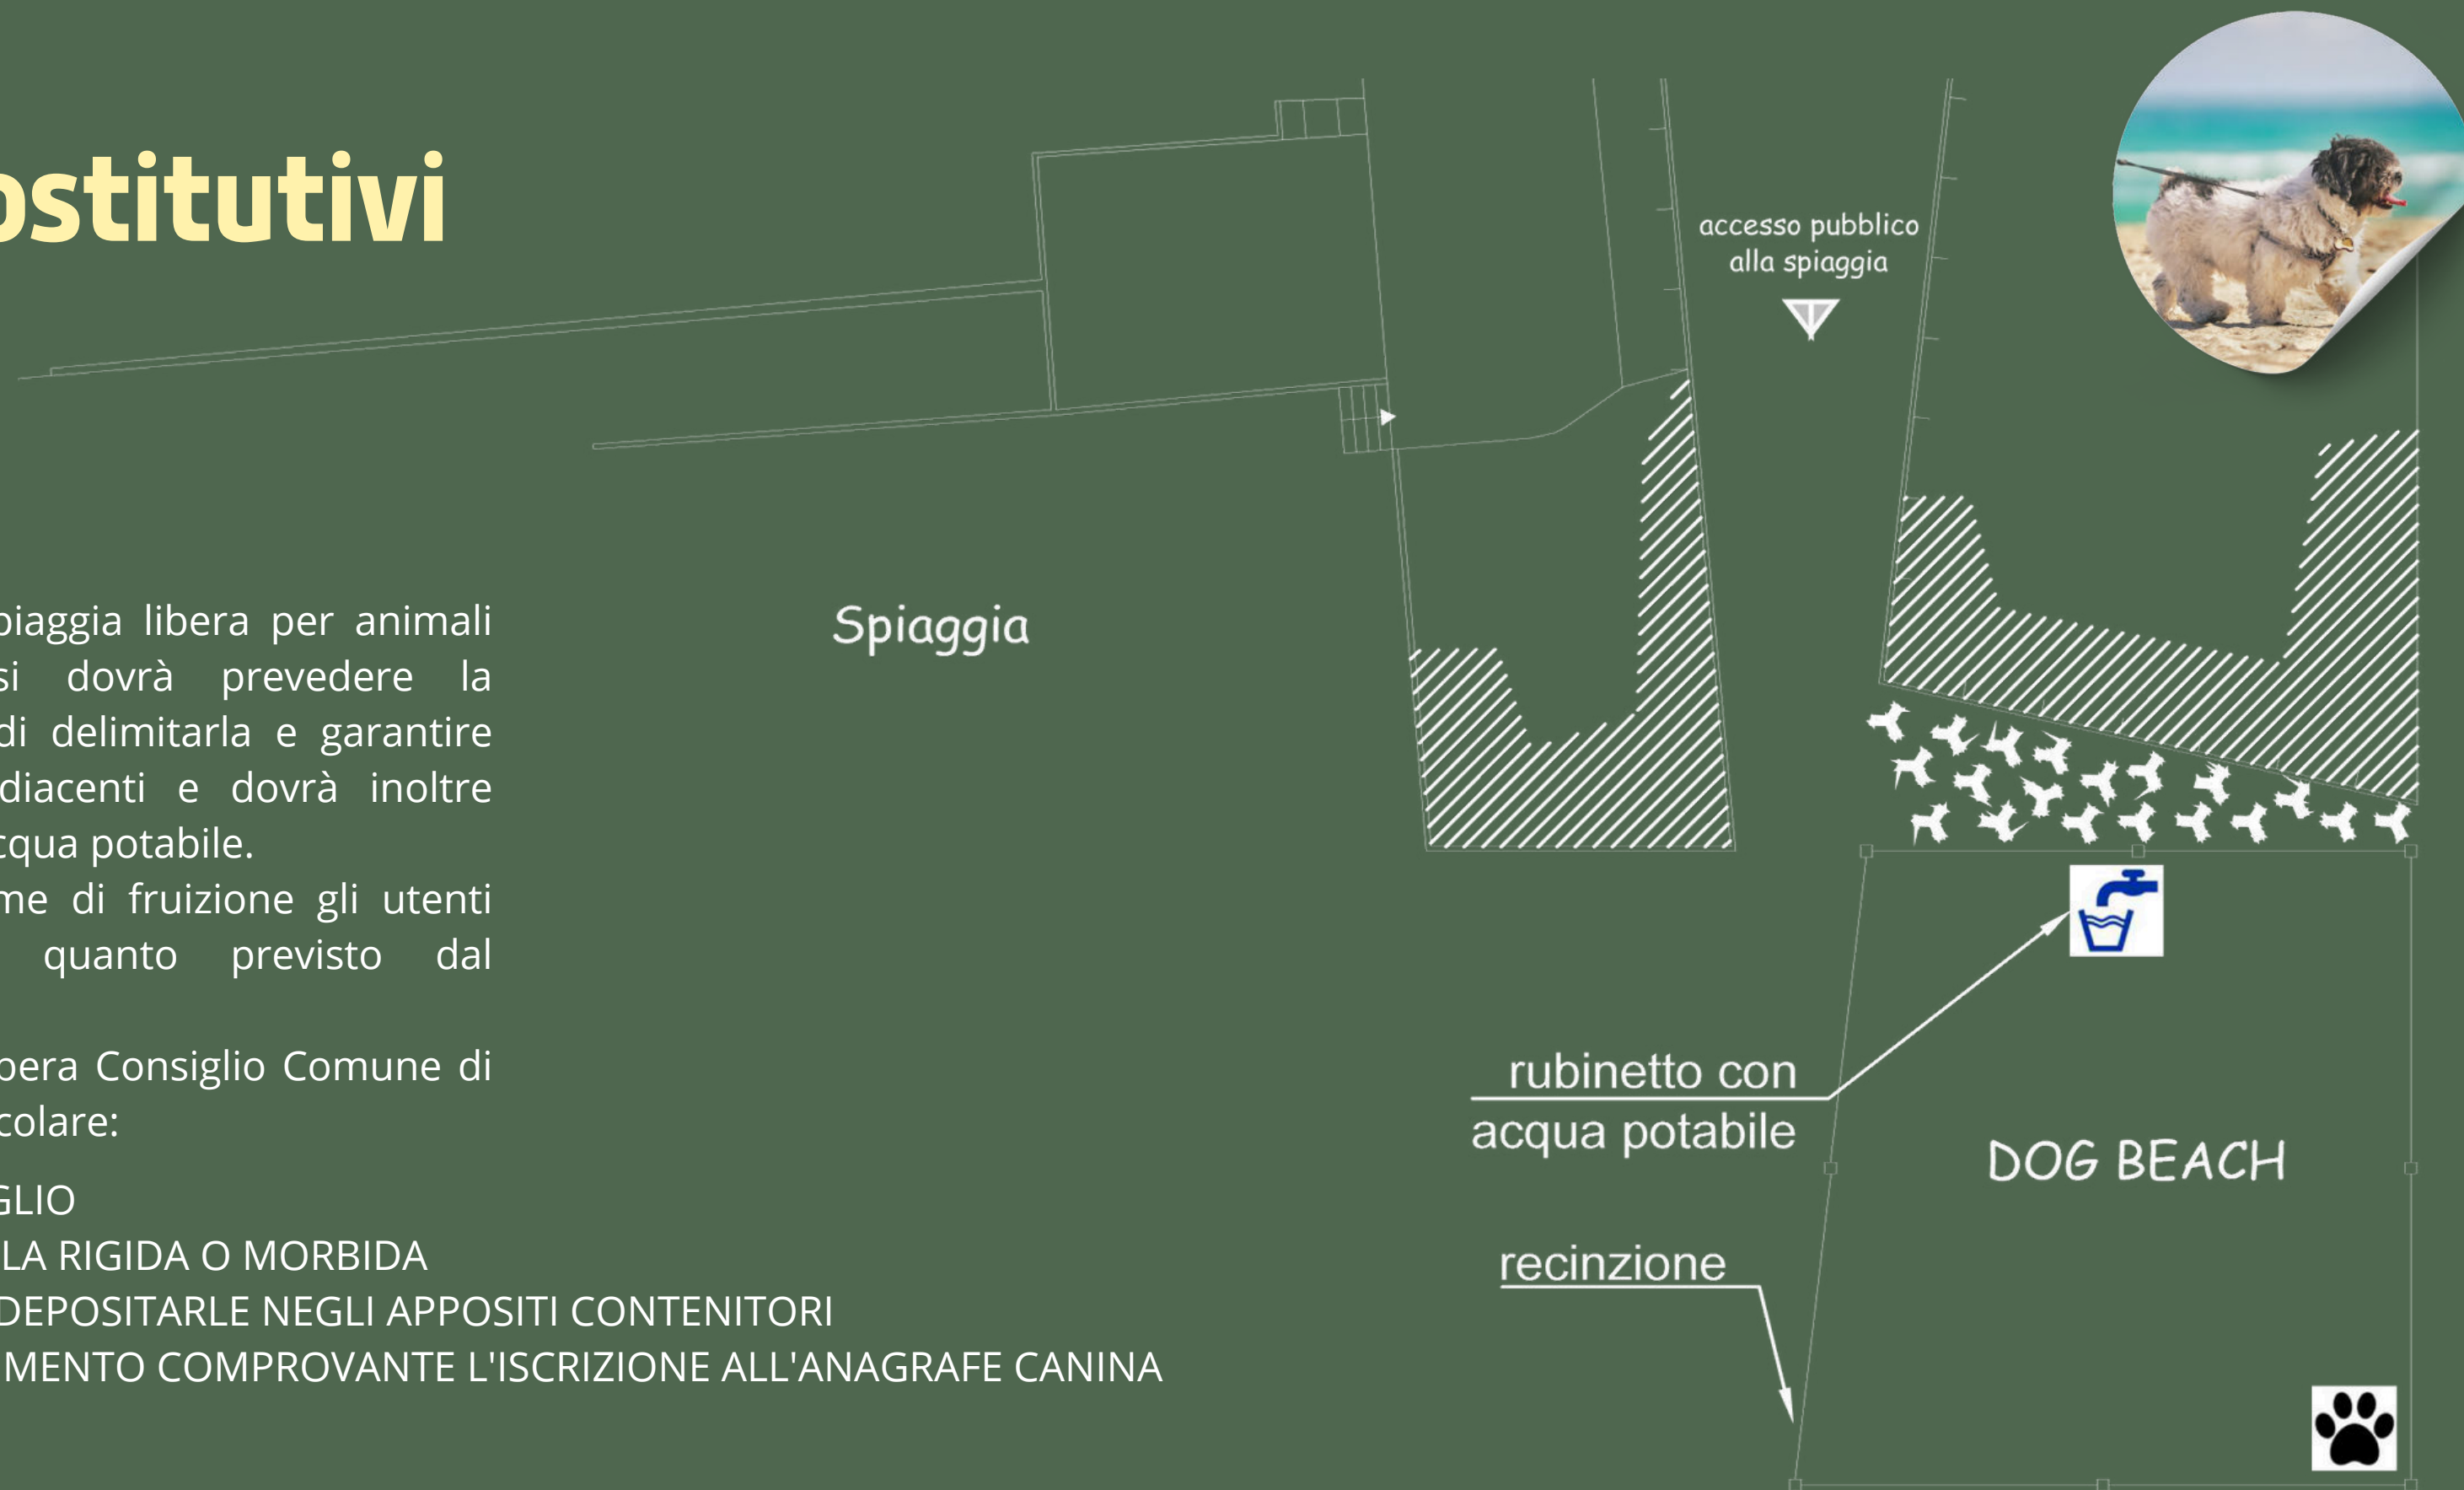 ostitutivi
piaggia libera per animali
si dovrà prevedere la
di delimitarla e garantire
diacenti e dovrà inoltre
cqua potabile.
me di fruizione gli utenti
quanto previsto dal
bera Consiglio Comune di
colare:
GLIO
LA RIGIDA O MORBIDA
DEPOSITARLE NEGLI APPOSITI CONTENITORI
MENTO COMPROVANTE L'ISCRIZIONE ALL'ANAGRAFE CANINA
Spiaggia
accesso pubblico
alla spiaggia
rubinetto con
acqua potabile
DOG BEACH
recinzione